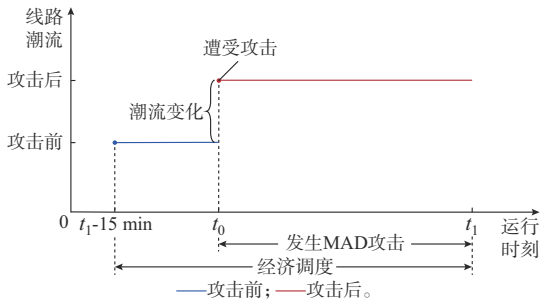 线路
潮流
遭受攻击
攻击后
潮流变化
攻击前
0 t₁-15 min t₀ t₁ 运行
时刻
发生MAD攻击
经济调度
攻击前; 攻击后。